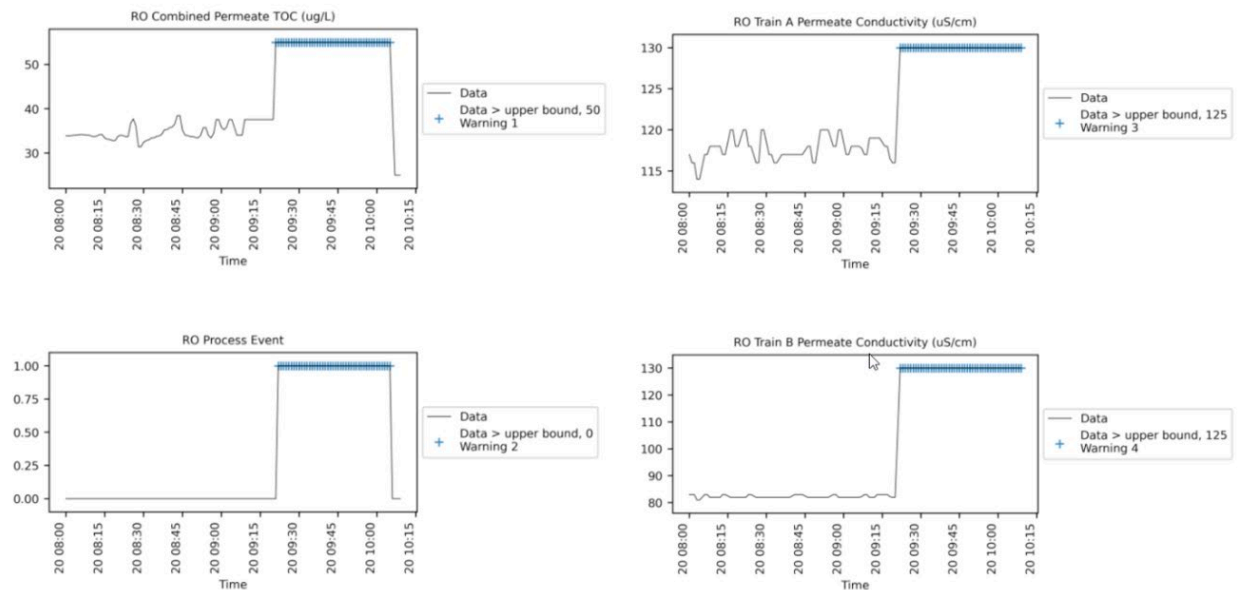 RO Combined Permeate TOC (ug/L)
50
40
30
20 08:00
20 08:15
20 08:30
20 08:45
20 09:00
20 09:15
20 09:30
20 09:45
20 10:00
20 10:15
Time
Data
Data > upper bound, 50
Warning 1
RO Train A Permeate Conductivity (uS/cm)
130
125
120
115
20 08:00
20 08:15
20 08:30
20 08:45
20 09:00
20 09:15
20 09:30
20 09:45
20 10:00
20 10:15
Time
Data
Data > upper bound, 125
Warning 3
RO Process Event
1.00
0.75
0.50
0.25
0.00
20 08:00
20 08:15
20 08:30
20 08:45
20 09:00
20 09:15
20 09:30
20 09:45
20 10:00
20 10:15
Time
Data
Data > upper bound, 0
Warning 2
RO Train B Permeate Conductivity (uS/cm)
130
120
110
100
90
80
20 08:00
20 08:15
20 08:30
20 08:45
20 09:00
20 09:15
20 09:30
20 09:45
20 10:00
20 10:15
Time
Data
Data > upper bound, 125
Warning 4